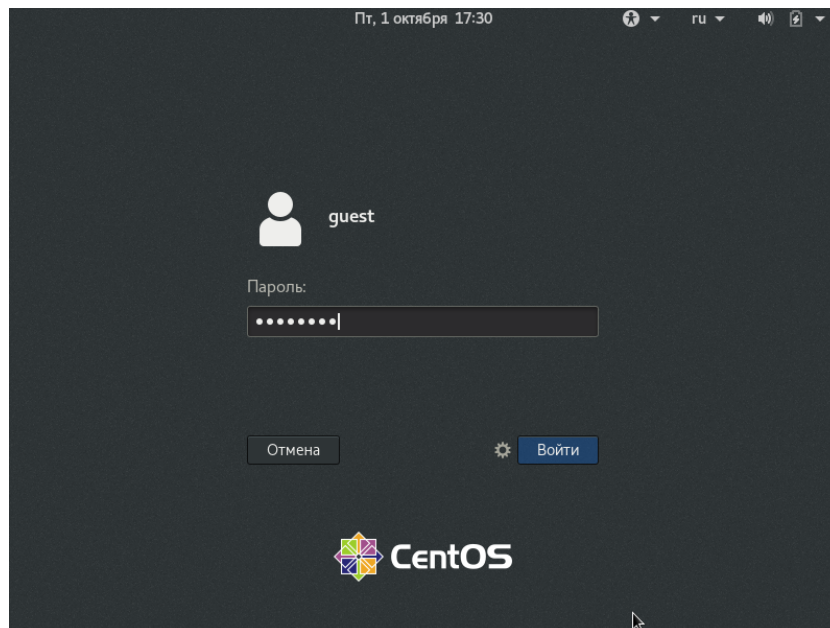 Пт, 1 октября 17:30
ru
guest
Пароль:
Отмена
Войти
CentOS